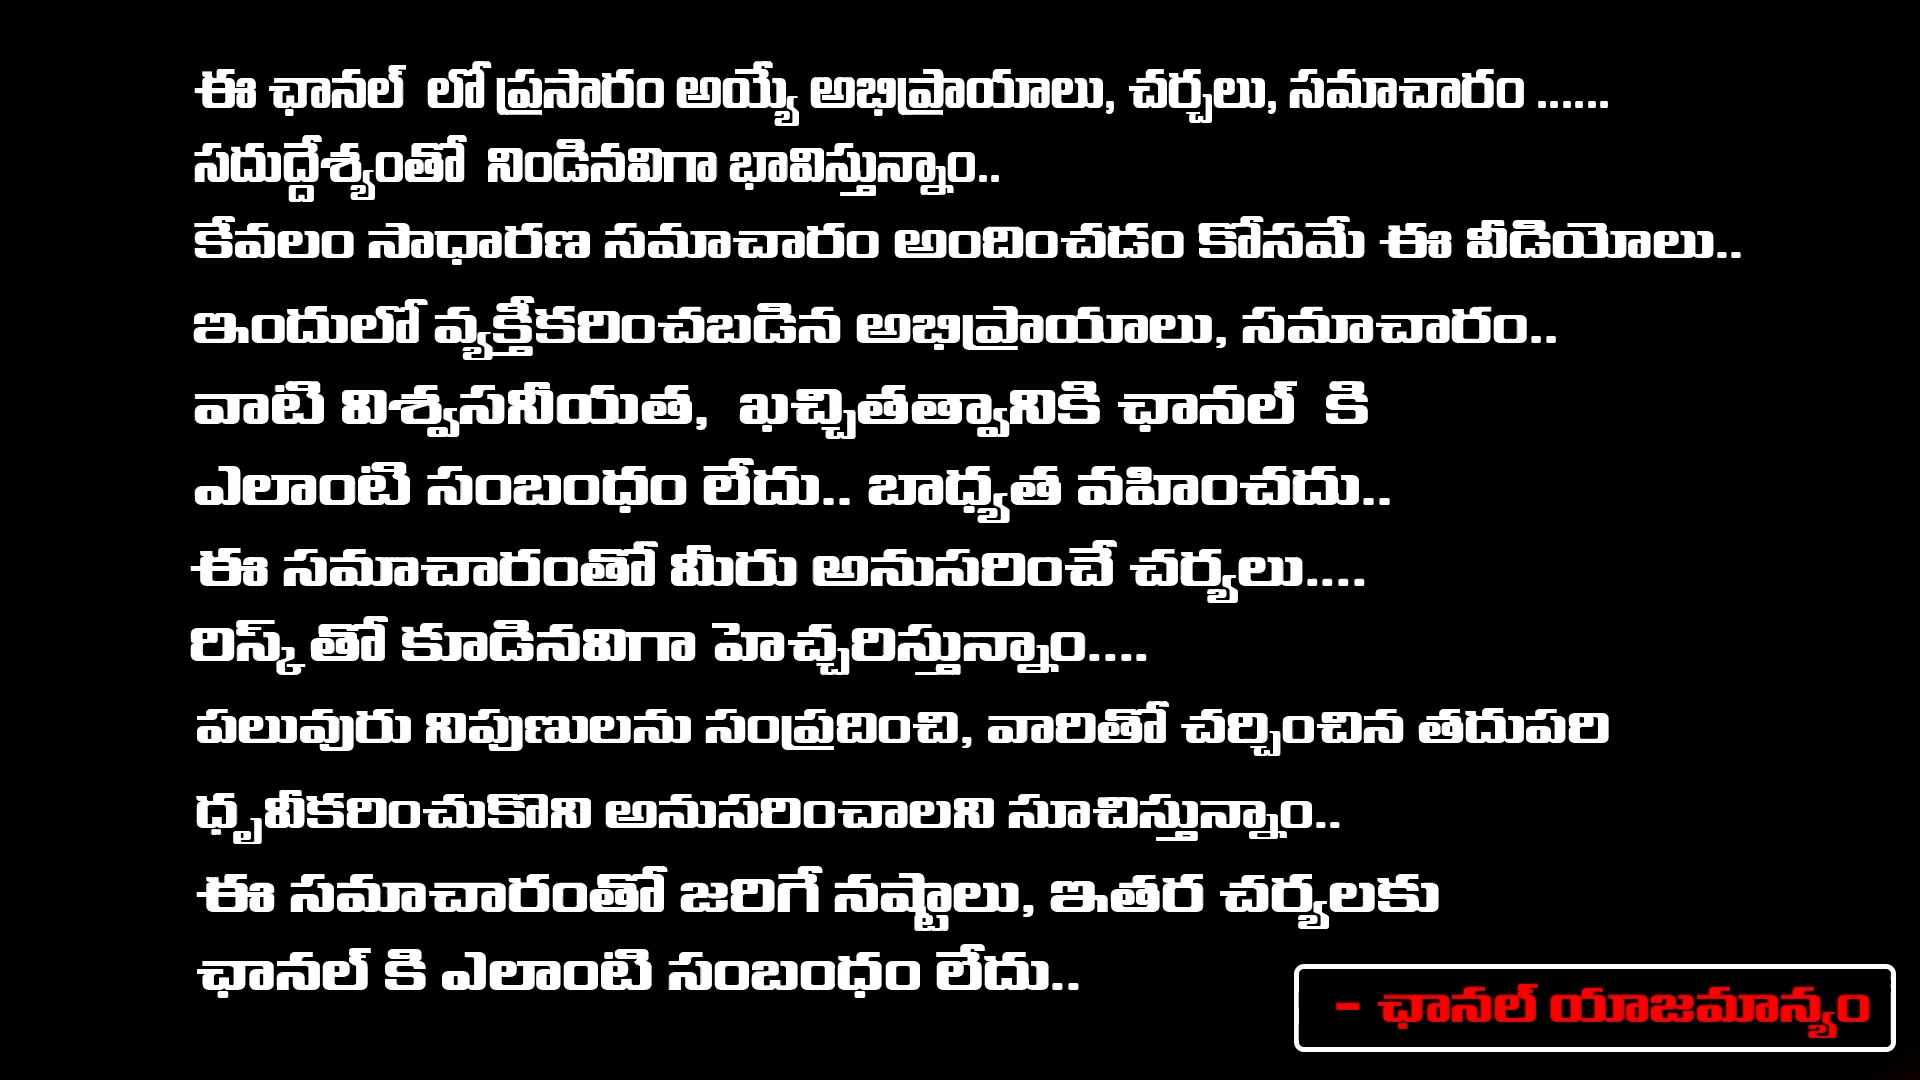 ఈ ఛానల్ లో ప్రసారం అయ్యే అభిప్రాయాలు, చర్చలు, సమాచారం ......
సదుద్దేశ్యంతో నిండినవిగా భావిస్తున్నాం..
కేవలం సాధారణ సమాచారం అందించడం కోసమే ఈ వీడియోలు..
ఇందులో వ్యక్తీకరించబడిన అభిప్రాయాలు, సమాచారం..
వాటి విశ్వసనీయత, ఖచ్చితత్వానికి ఛానల్ కి
ఎలాంటి సంబంధం లేదు.. బాధ్యత వహించదు..
ఈ సమాచారంతో మీరు అనుసరించే చర్యలు....
రిస్క్ తో కూడినవిగా హెచ్చరిస్తున్నాం....
పలువురు నిపుణులను సంప్రదించి, వారితో చర్చించిన తదుపరి
ధృవీకరించుకొని అనుసరించాలని సూచిస్తున్నాం..
ఈ సమాచారంతో జరిగే నష్టాలు, ఇతర చర్యలకు
ఛానల్ కి ఎలాంటి సంబంధం లేదు..
- ఛానల్ యాజమాన్యం